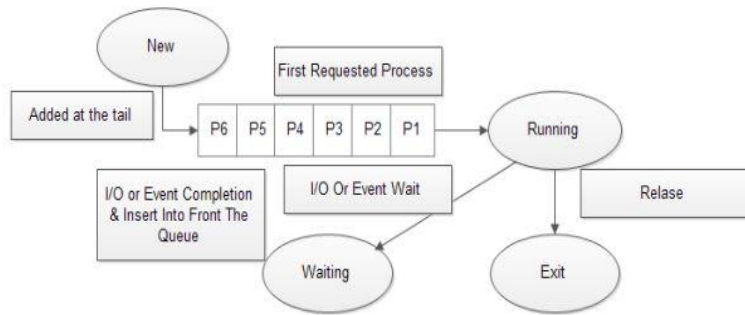 New
First Requested Process
Added at the tail
P6 P5 P4 P3 P2 P1
Running
I/O or Event Completion
& Insert Into Front The
Queue
I/O Or Event Wait
Relase
Waiting
Exit